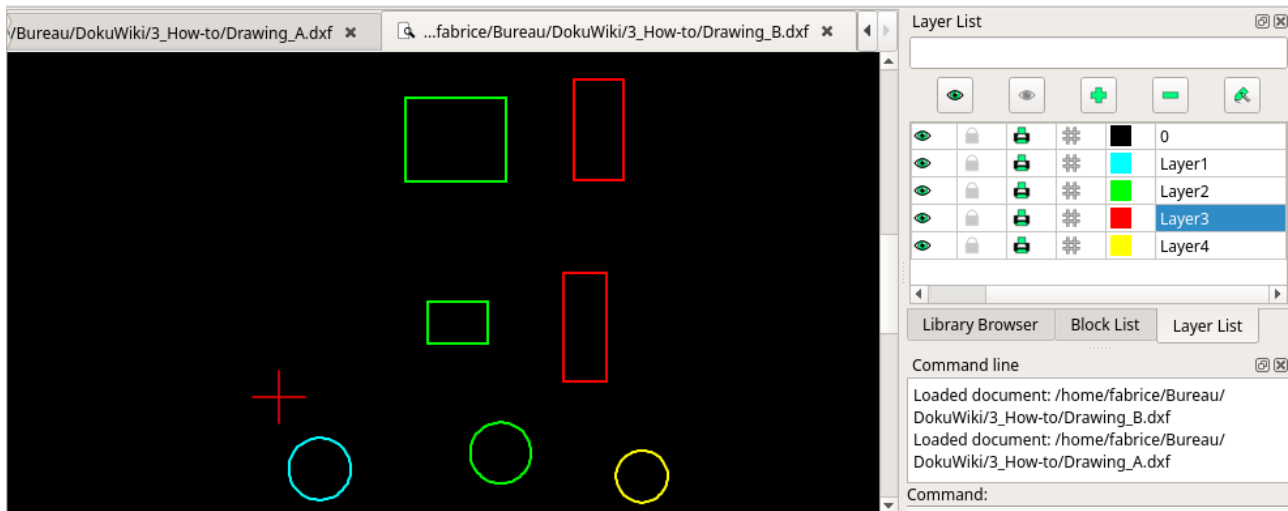 /Bureau/DokuWiki/3_How-to/Drawing_A.dxf
...fabrice/Bureau/DokuWiki/3_How-to/Drawing_B.dxf
Layer List
0
Layer1
Layer2
Layer3
Layer4
Library Browser
Block List
Layer List
Command line
Loaded document: /home/fabrice/Bureau/
DokuWiki/3_How-to/Drawing_B.dxf
Loaded document: /home/fabrice/Bureau/
DokuWiki/3_How-to/Drawing_A.dxf
Command: